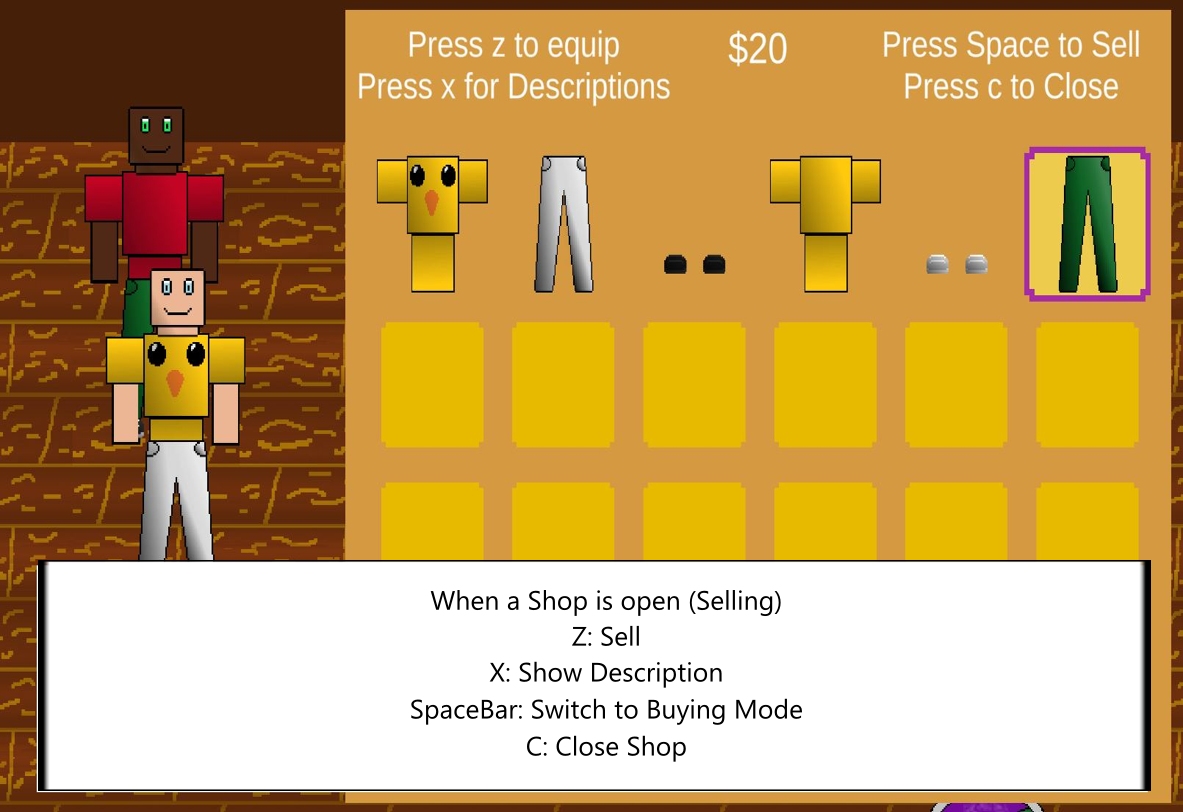 Press z to equip
Press x for Descriptions
$20
Press Space to Sell
Press c to Close
When a Shop is open (Selling)
Z: Sell
X: Show Description
SpaceBar: Switch to Buying Mode
C: Close Shop